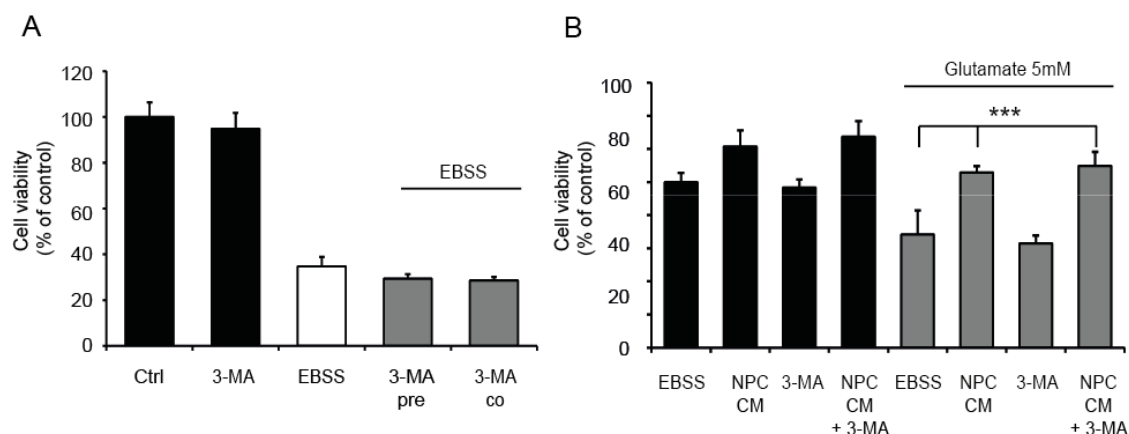 A
Cell viability
(% of control)
120
100
80
60
40
20
0
EBSS
Ctrl
3-MA
EBSS
3-MA
pre
3-MA
co
B
Cell viability
(% of control)
100
80
60
40
20
0
Glutamate 5mM
***
EBSS
NPC
CM
3-MA
NPC
CM
+ 3-MA
EBSS
NPC
CM
3-MA
NPC
CM
+ 3-MA